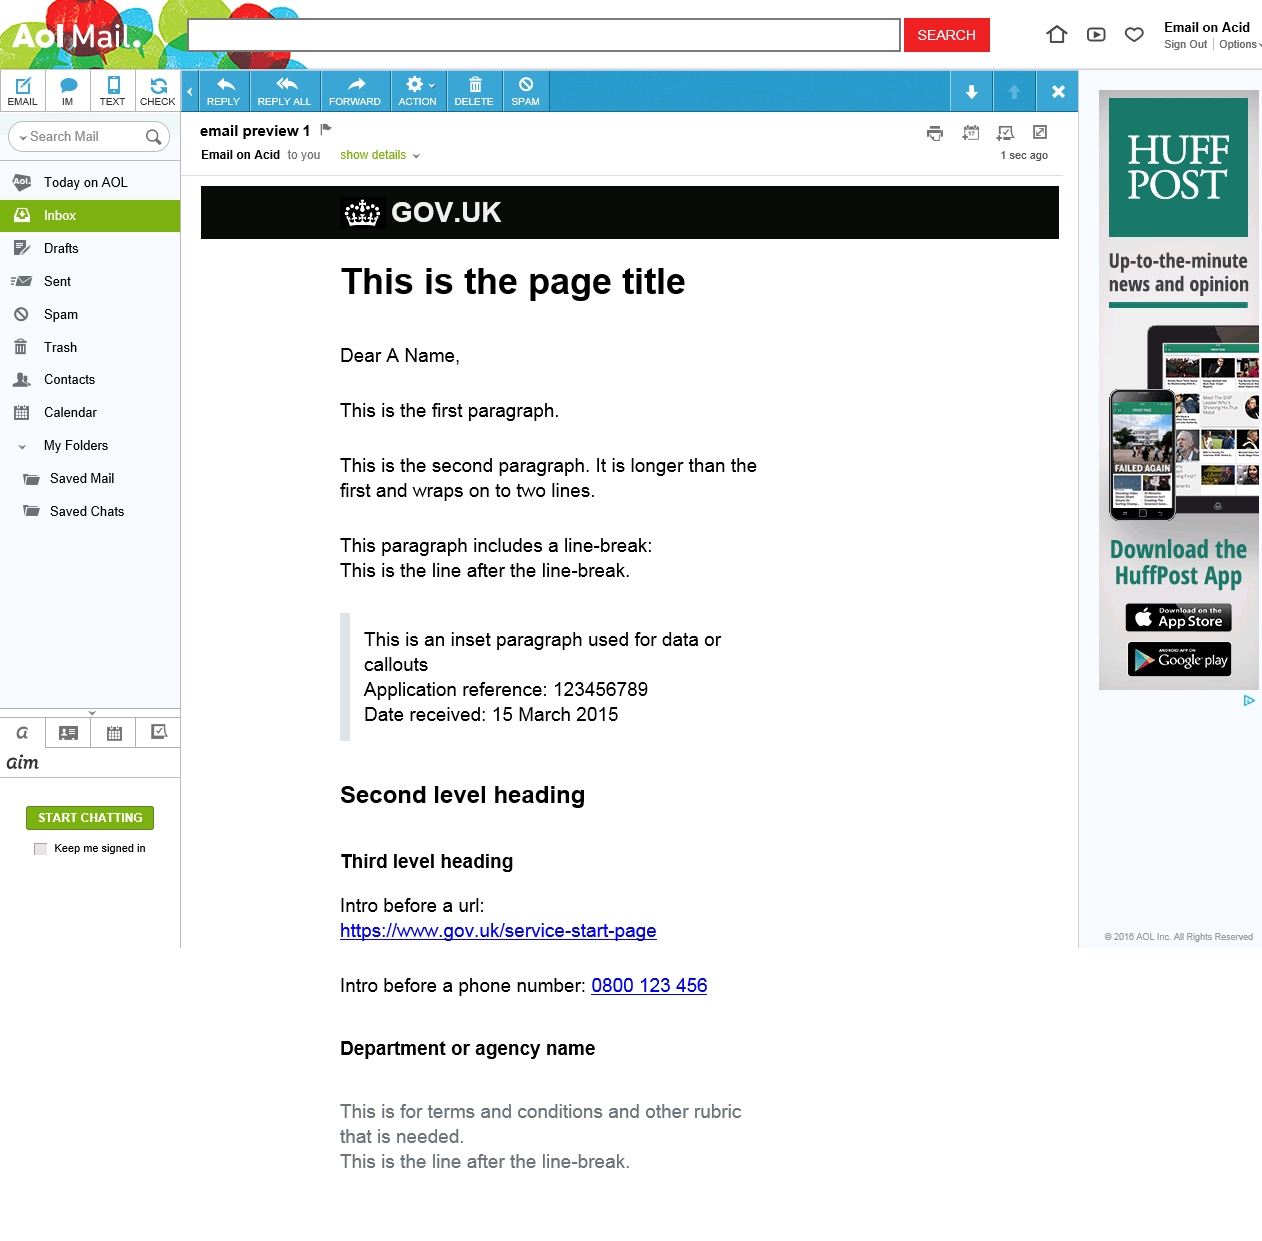 Aol Mail.
SEARCH
Email on Acid
Sign Out | Options
EMAIL
IM
TEXT
CHECK
REPLY
REPLY ALL
FORWARD
ACTION
DELETE
SPAM
Search Mail
Aol.
Today on AOL
Inbox
Drafts
Sent
Spam
Trash
Contacts
Calendar
My Folders
Saved Mail
Saved Chats
a
aim
START CHATTING
Keep me signed in
email preview 1
17
Email on Acid to you show details
1 sec ago
GOV.UK
This is the page title
Dear A Name,
This is the first paragraph.
This is the second paragraph. It is longer than the
first and wraps on to two lines.
This paragraph includes a line-break:
This is the line after the line-break.
This is an inset paragraph used for data or
callouts
Application reference: 123456789
Date received: 15 March 2015
Second level heading
Third level heading
Intro before a url:
https://www.gov.uk/service-start-page
Intro before a phone number: 0800 123 456
Department or agency name
This is for terms and conditions and other rubric
that is needed.
This is the line after the line-break.
HUFF
POST
Up-to-the-minute
news and opinion
FAILED AGAIN
Download the
HuffPost App
Download on the
App Store
ANDROID APP ON
Google play
© 2016 AOL Inc. All Rights Reserved